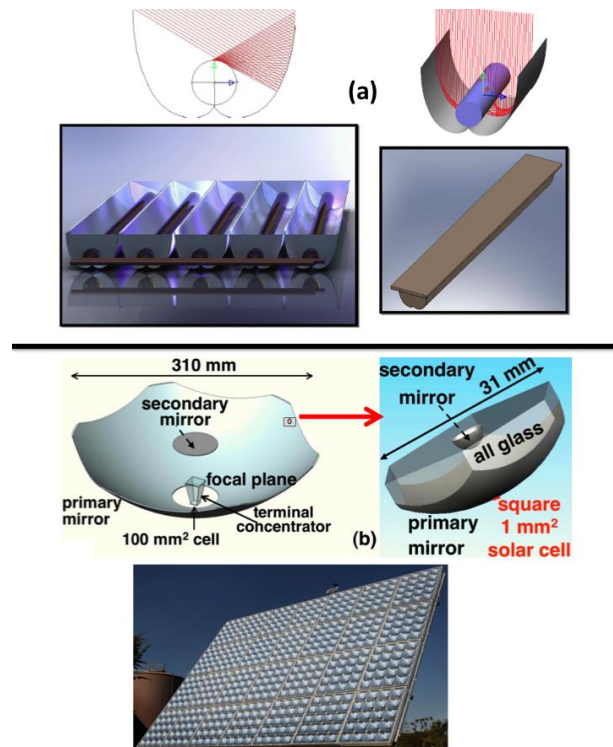 (a)
310 mm
secondary
mirror
focal plane
primary
mirror
terminal
concentrator
100 mm² cell
(b)
secondary
mirror
31 mm
all glass
primary
mirror
square
1 mm²
solar cell